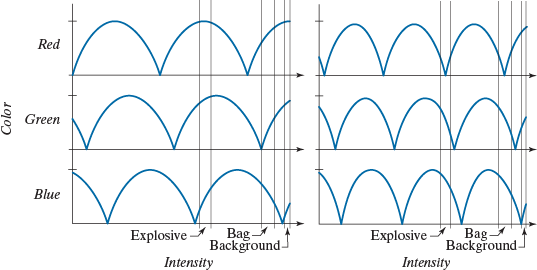 Color
Red
Green
Blue
Explosive
Bag
Background
Intensity
Explosive
Bag
Background
Intensity